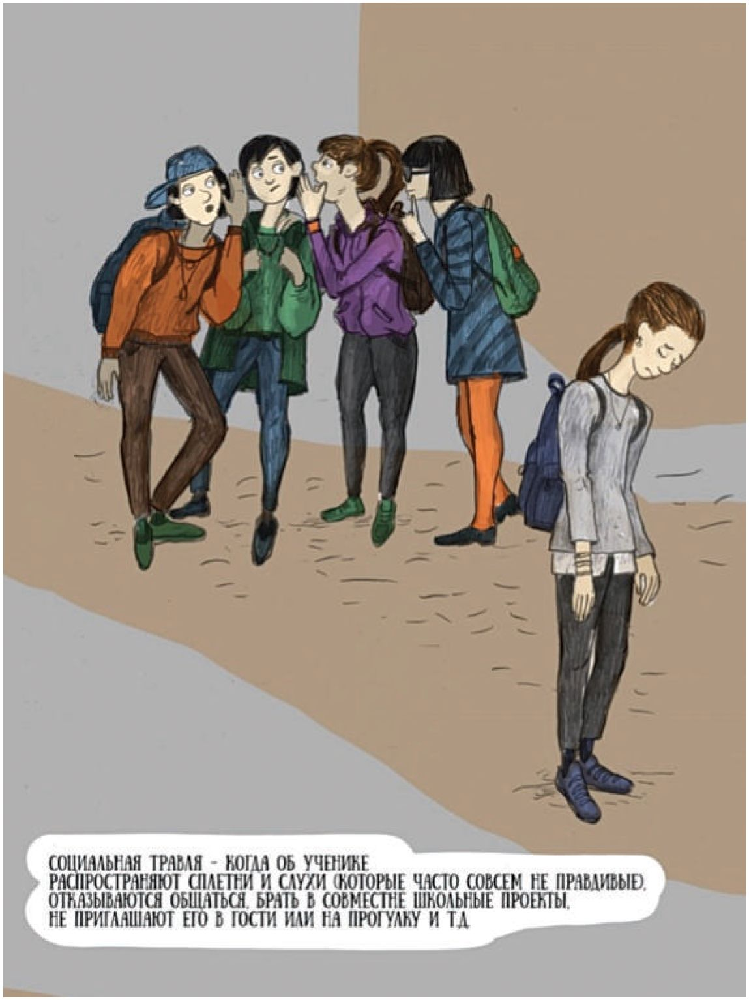 СОЦИАЛЬНАЯ ТРАВЛЯ - КОГДА ОБ УЧЕНИКЕ
РАСПРОСТРАНЯЮТ СПЛЕТНИ И СЛУХИ (КОТОРЫЕ ЧАСТО СОВСЕМ НЕ ПРАВДИВЫЕ),
ОТКАЗЫВАЮТСЯ ОБЩАТЬСЯ, БРАТЬ В СОВМЕСТНЕ ШКОЛЬНЫЕ ПРОЕКТЫ,
НЕ ПРИГЛАШАЮТ ЕГО В ГОСТИ ИЛИ НА ПРОГУЛКУ И Т.Д.